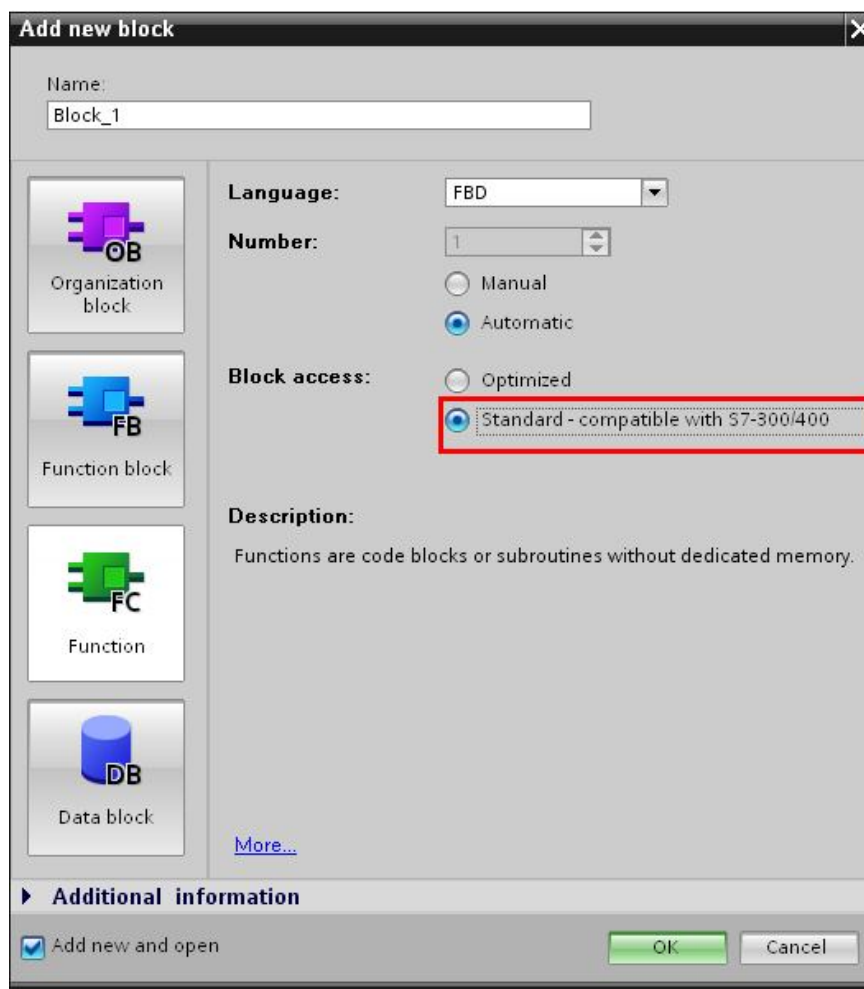 Add new block
Name:
Block_1
OB
Organization
block
FB
Function block
FC
Function
DB
Data block
Language:
FBD
Number:
1
Manual
Automatic
Block access:
Optimized
Standard - compatible with S7-300/400
Description:
Functions are code blocks or subroutines without dedicated memory.
More...
Additional information
Add new and open
OK
Cancel